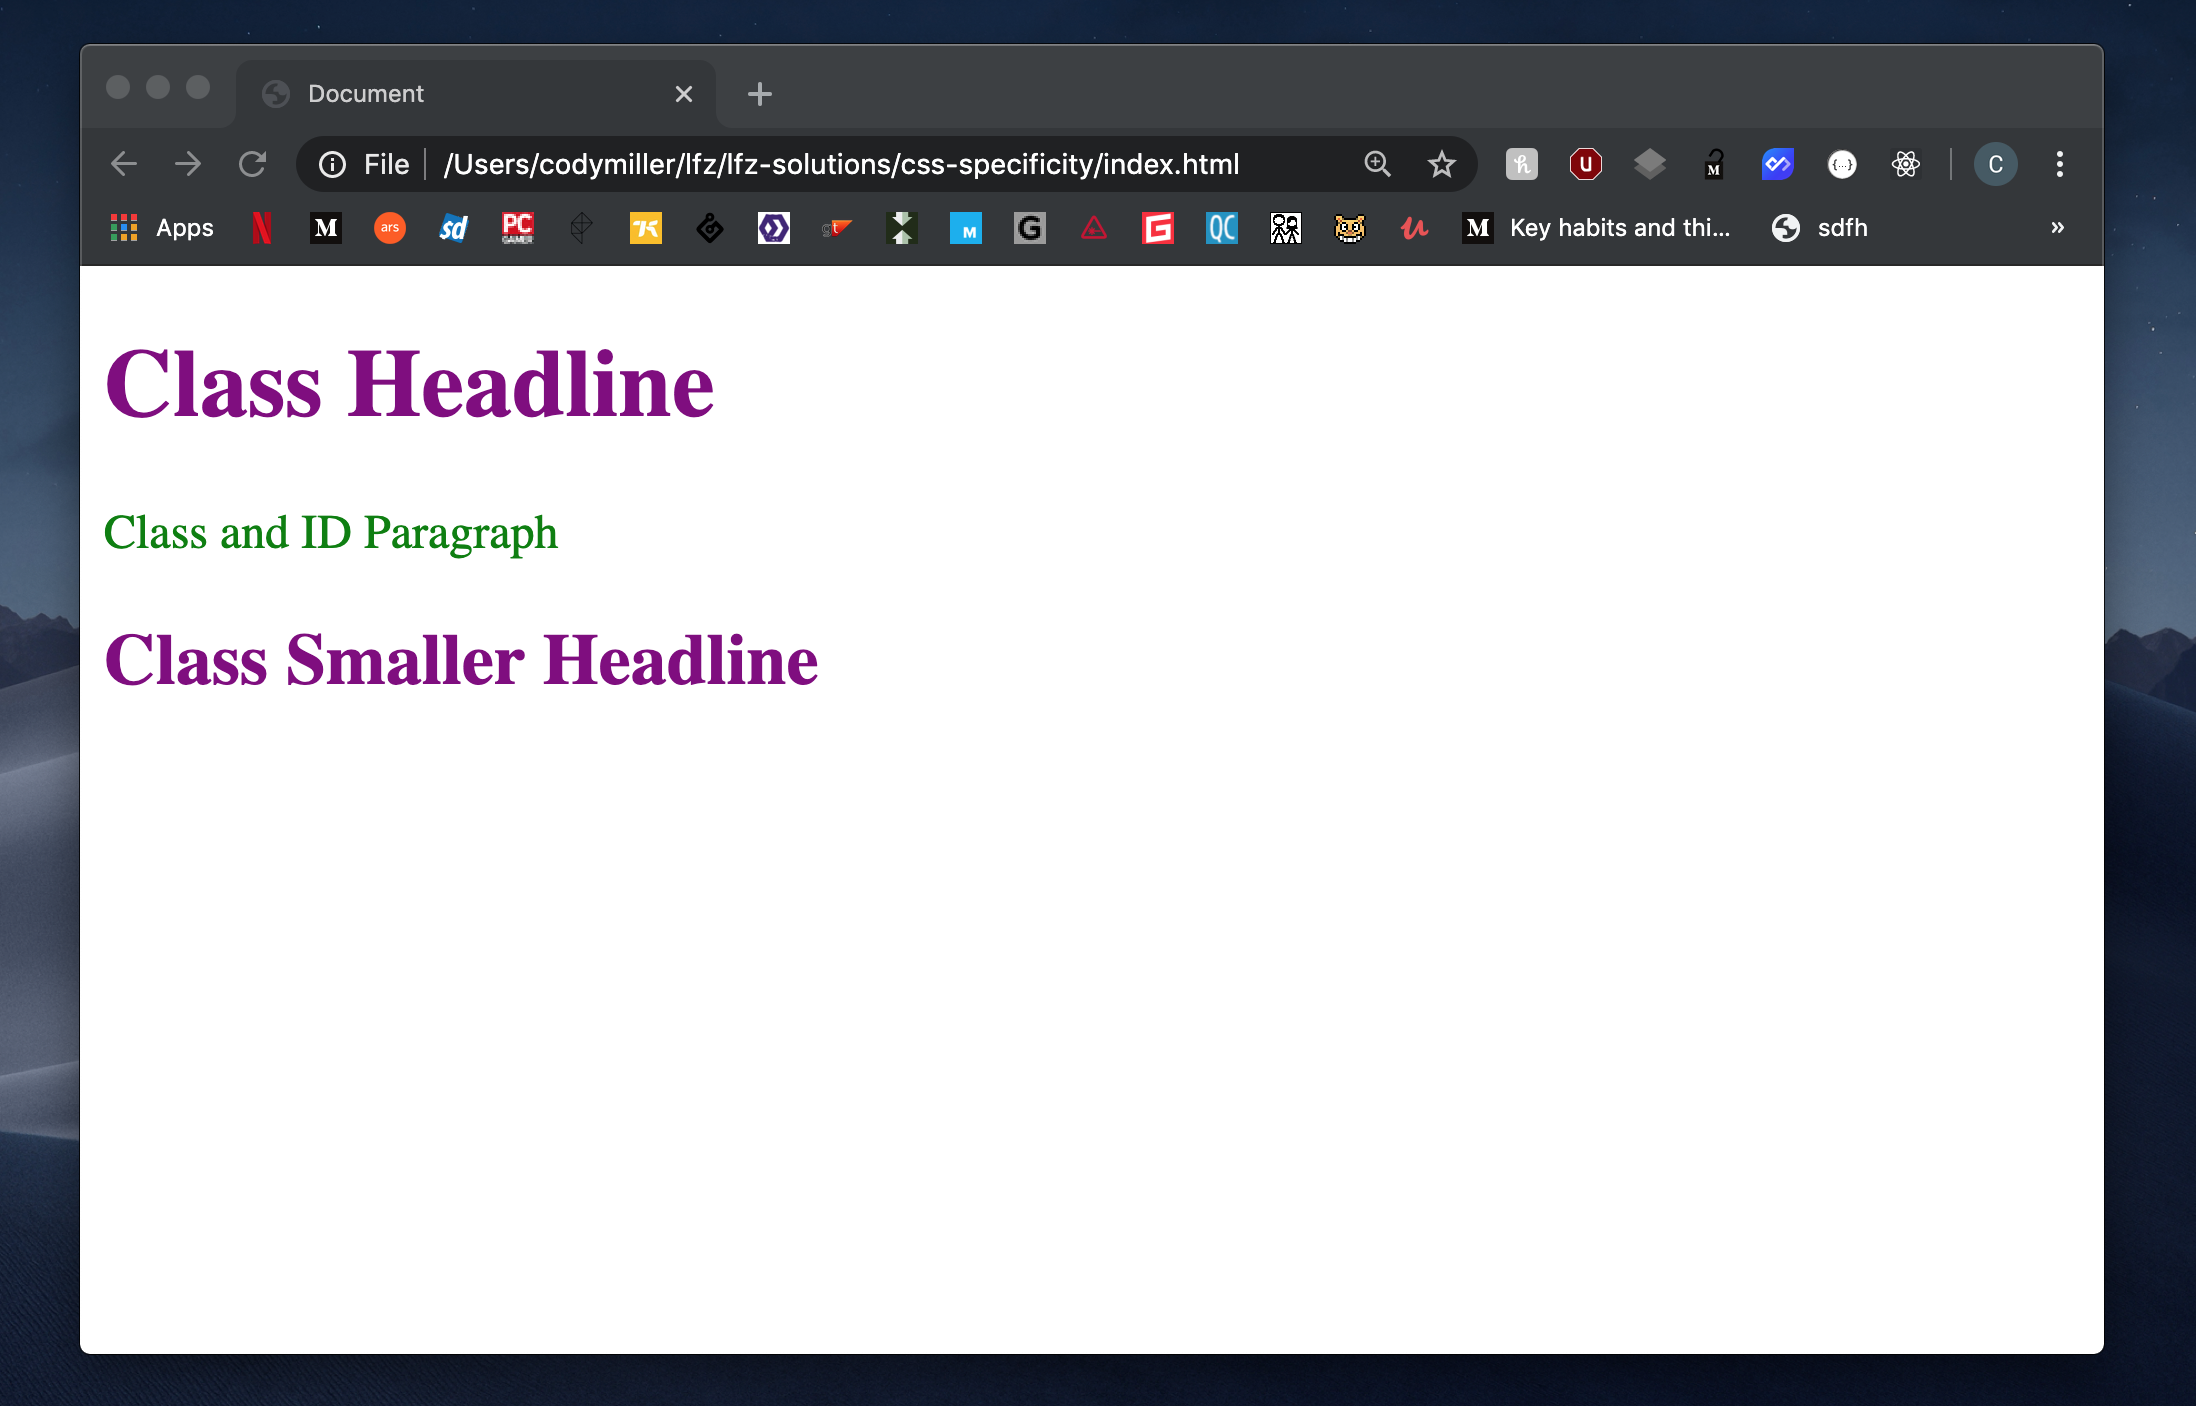 Document
File /Users/codymiller/lfz/lfz-solutions/css-specificity/index.html
C
Apps M ars sd PC GAMER M G QC M Key habits and thi... sdfh »
Class Headline
Class and ID Paragraph
Class Smaller Headline